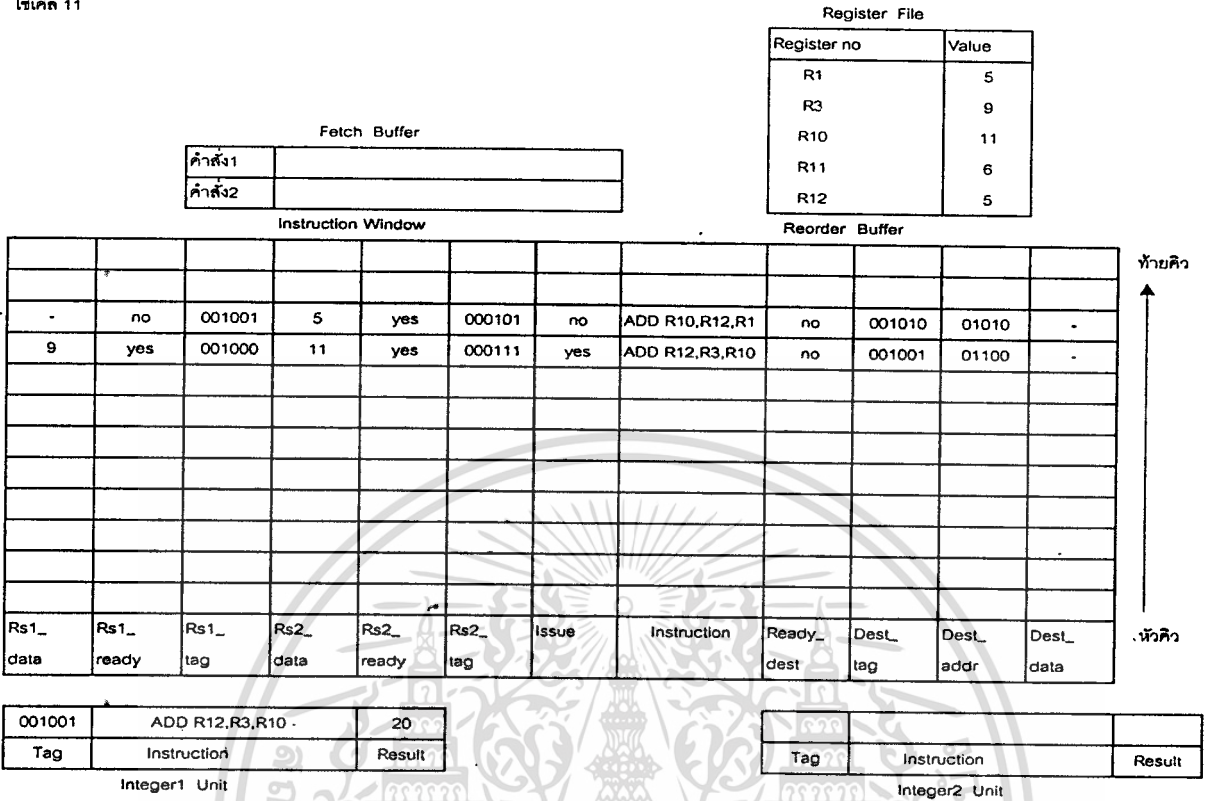 ไซเคิล 11
Register File
Register no Value
R1 5
R3 9
R10 11
R11 6
R12 5
Fetch Buffer
คำสั่ง1
คำสั่ง2
Instruction Window Reorder Buffer
ท้ายคิว
- no 001001 5 yes 000101 no ADD R10,R12,R1 no 001010 01010 -
9 yes 001000 11 yes 000111 yes ADD R12,R3,R10 no 001001 01100 -
Rs1_ data Rs1_ ready Rs1_ tag Rs2_ data Rs2_ ready Rs2_ tag Issue Instruction Ready_ dest Dest_ tag Dest_ addr Dest_ data
หัวคิว
001001 ADD R12,R3,R10 - 20
Tag Instruction Result
Integer1 Unit
Tag Instruction Result
Integer2 Unit